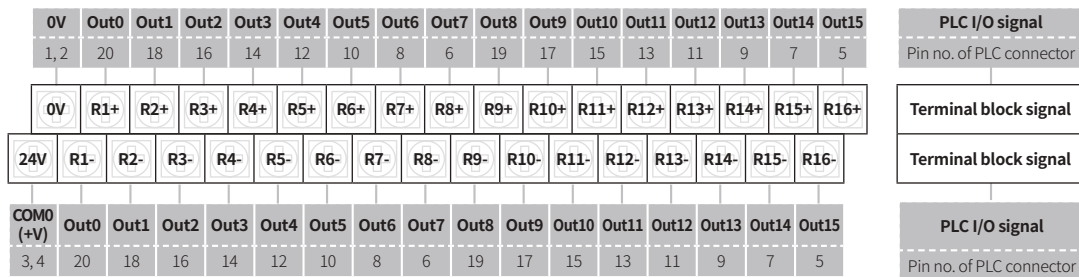 0V Out0 Out1 Out2 Out3 Out4 Out5 Out6 Out7 Out8 Out9 Out10 Out11 Out12 Out13 Out14 Out15 PLC I/O signal
1, 2 20 18 16 14 12 10 8 6 19 17 15 13 11 9 7 5 Pin no. of PLC connector
0V R1+ R2+ R3+ R4+ R5+ R6+ R7+ R8+ R9+ R10+ R11+ R12+ R13+ R14+ R15+ R16+ Terminal block signal
24V R1- R2- R3- R4- R5- R6- R7- R8- R9- R10- R11- R12- R13- R14- R15- R16- Terminal block signal
COM0
(+V) Out0 Out1 Out2 Out3 Out4 Out5 Out6 Out7 Out8 Out9 Out10 Out11 Out12 Out13 Out14 Out15 PLC I/O signal
3, 4 20 18 16 14 12 10 8 6 19 17 15 13 11 9 7 5 Pin no. of PLC connector